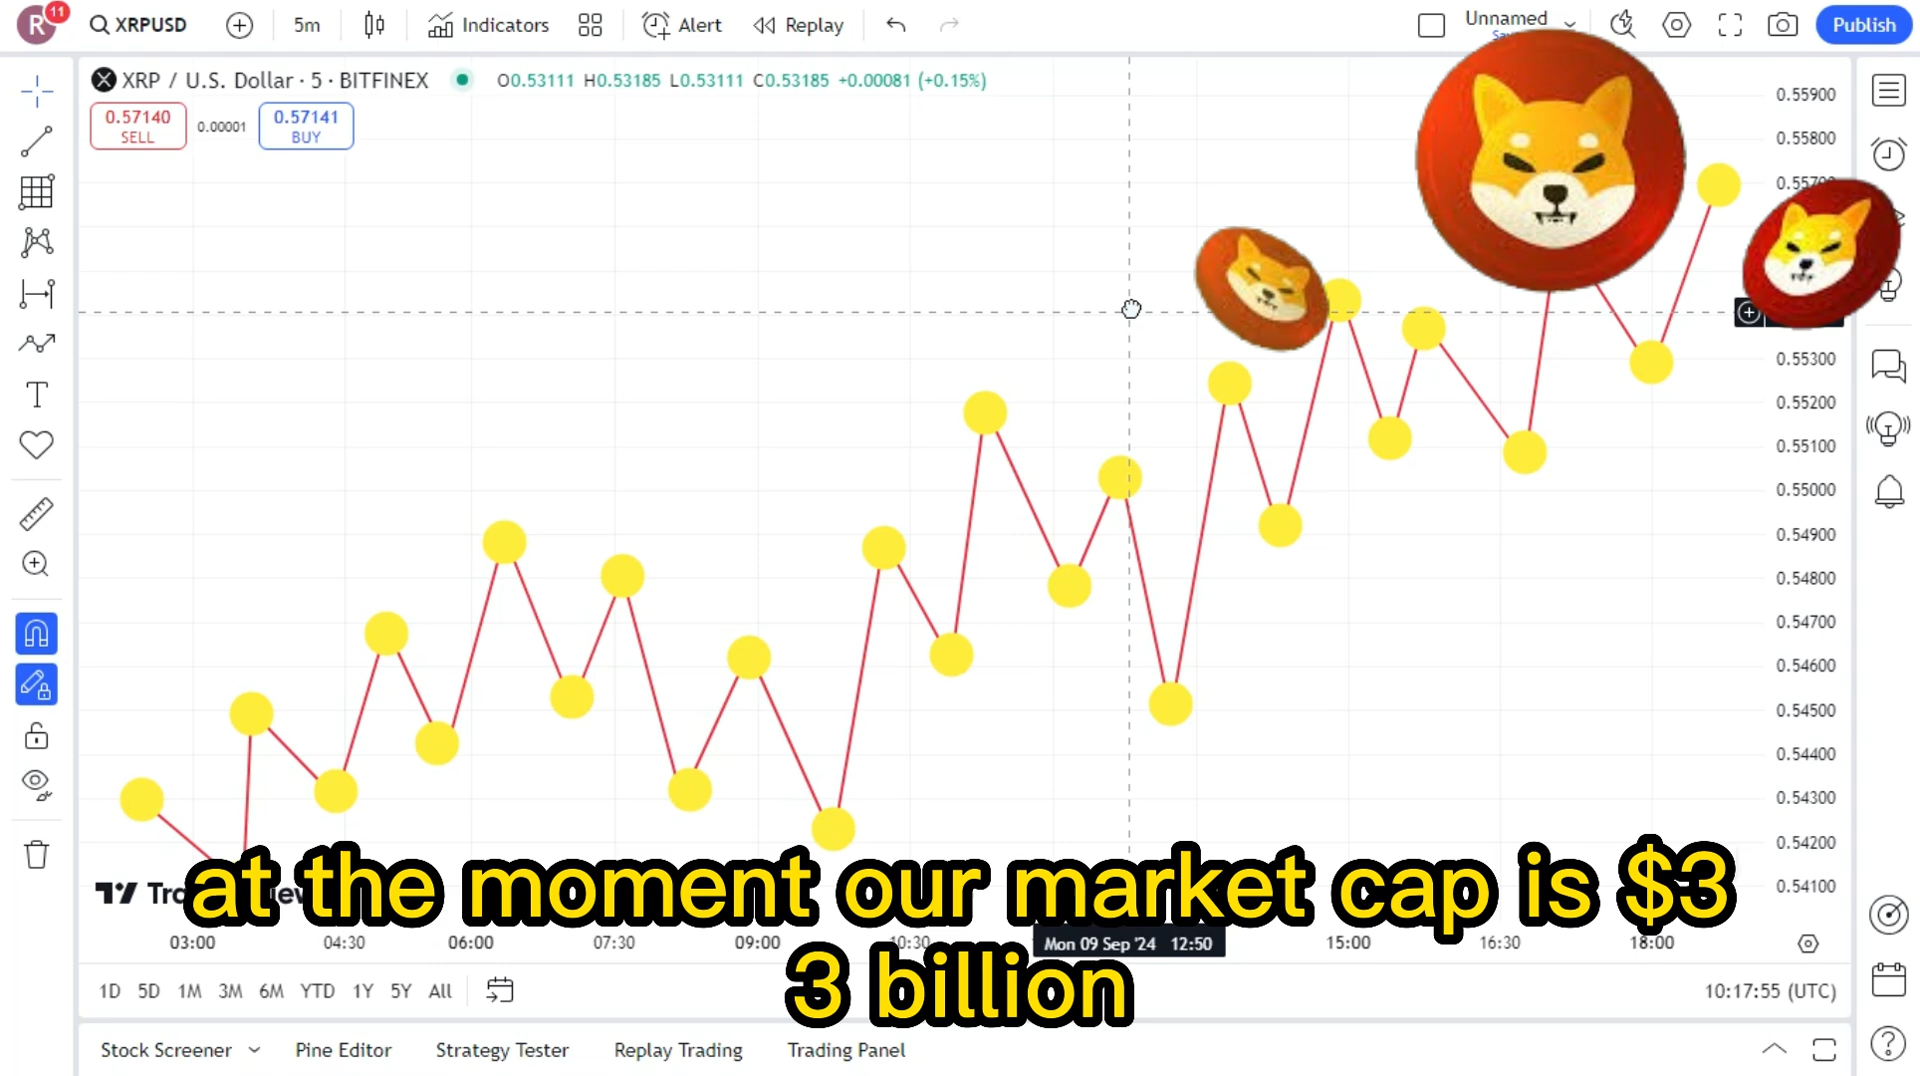 R 11 XRPUSD 5m Indicators Alert Replay Unnamed Publish
XRP / U.S. Dollar · 5 · BITFINEX O0.53111 H0.53185 L0.53111 C0.53185 +0.00081 (+0.15%)
0.57140 SELL
0.00001
0.57141 BUY
0.55900
0.55800
0.55300
0.55200
0.55100
0.55000
0.54900
0.54800
0.54700
0.54600
0.54500
0.54400
0.54300
0.54200
0.54100
at the moment our market cap is $3
3 billion
03:00 04:30 06:00 07:30 09:00 10:30 Mon 09 Sep '24 12:50 15:00 16:30 18:00
1D 5D 1M 3M 6M YTD 1Y 5Y All 10:17:55 (UTC)
Stock Screener Pine Editor Strategy Tester Replay Trading Trading Panel